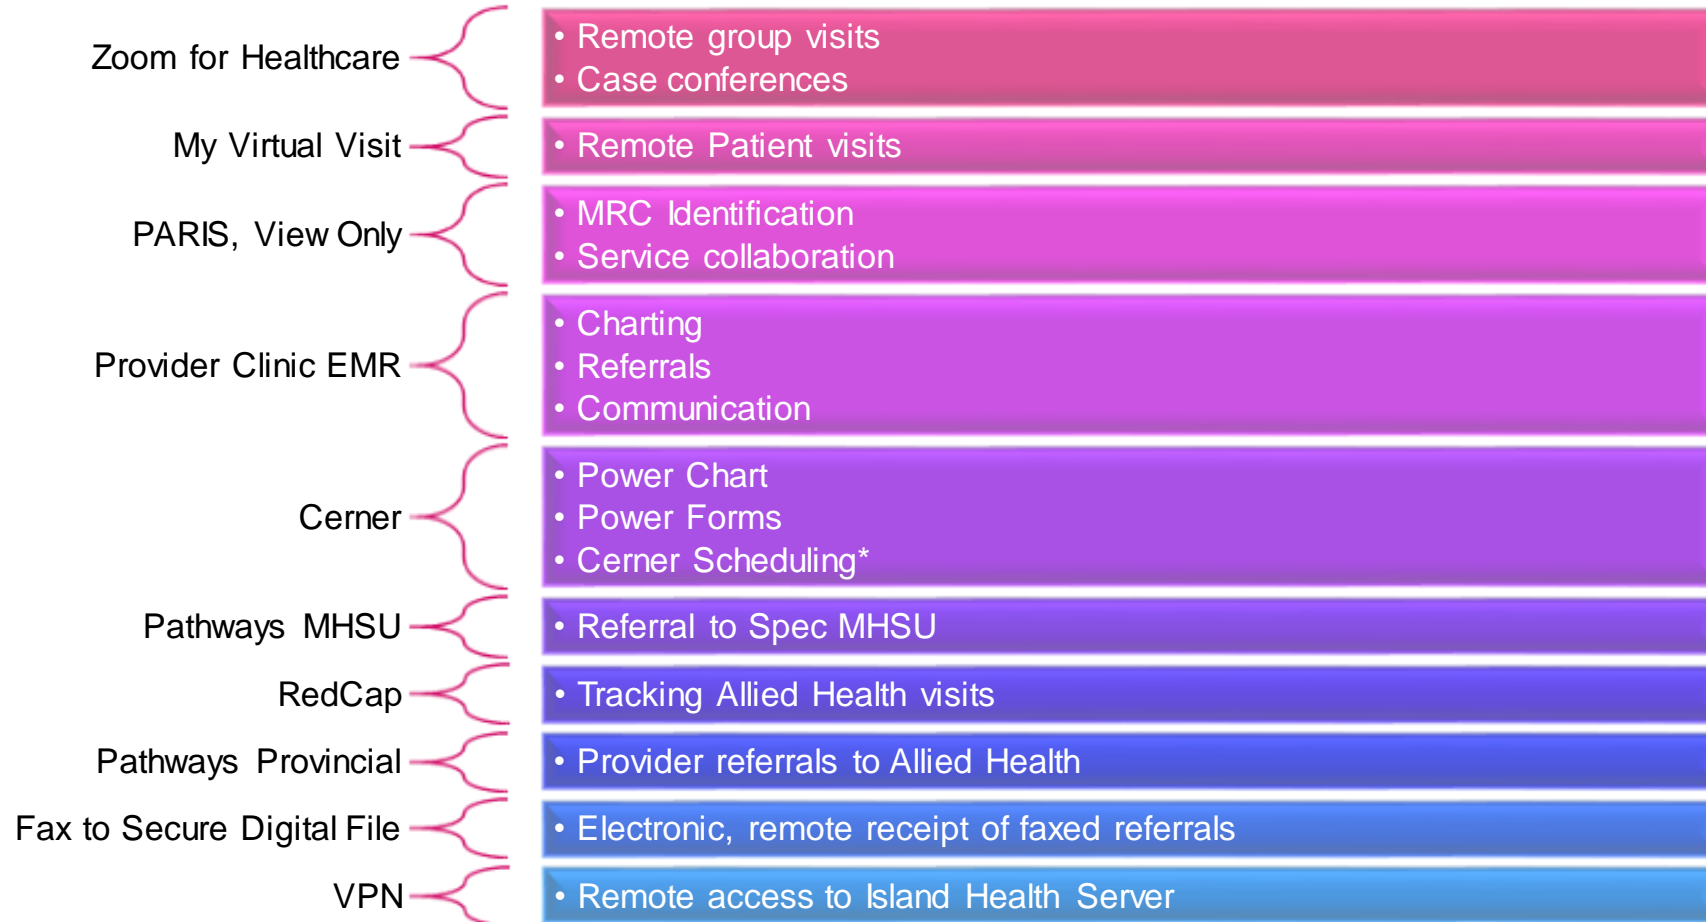 Zoom for Healthcare
• Remote group visits
• Case conferences
My Virtual Visit
• Remote Patient visits
PARIS, View Only
• MRC Identification
• Service collaboration
Provider Clinic EMR
• Charting
• Referrals
• Communication
Cerner
• Power Chart
• Power Forms
• Cerner Scheduling*
Pathways MHSU
• Referral to Spec MHSU
RedCap
• Tracking Allied Health visits
Pathways Provincial
• Provider referrals to Allied Health
Fax to Secure Digital File
• Electronic, remote receipt of faxed referrals
VPN
• Remote access to Island Health Server